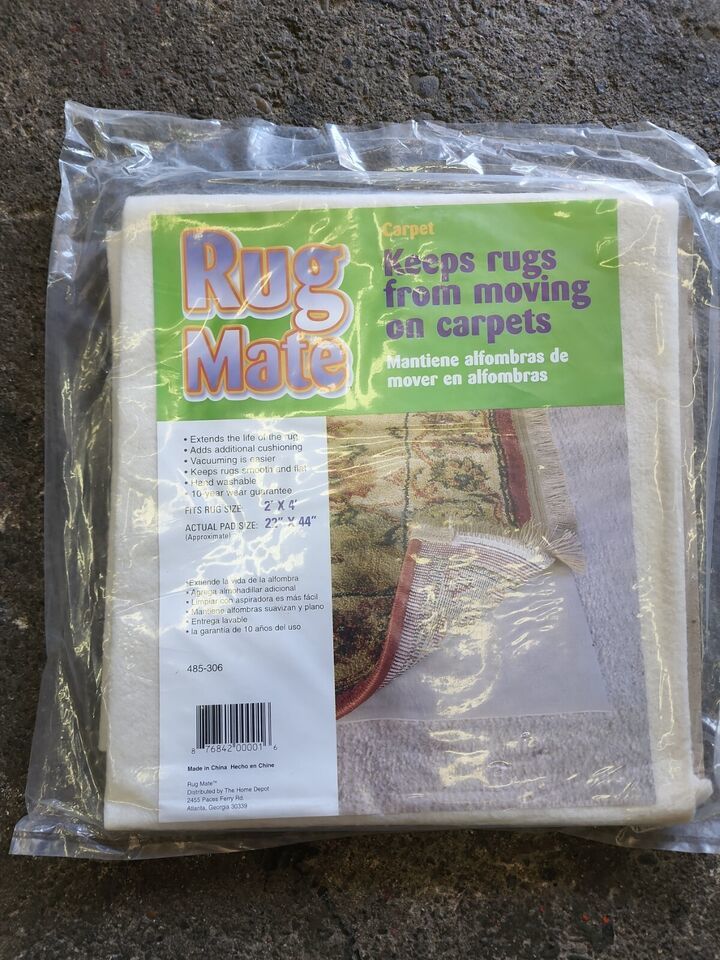 Rug
Mate
Carpet
Keeps rugs
from moving
on carpets
Mantiene alfombras de
mover en alfombras
• Extends the life of the rug
• Adds additional cushioning
• Vacuuming is easier
• Keeps rugs smooth and flat
• Hand washable
• 10-year wear guarantee
FITS RUG SIZE: 2' X 4'
ACTUAL PAD SIZE: 22" X 44"
(Approximate)
• Extiende la vida de la alfombra
• Agrega almohadillar adicional
• Limpiar con aspiradora es más fácil
• Mantiene alfombras suavizan y plano
• Entrega lavable
• la garantia de 10 años del uso
485-306
8 76842 00001 6
Made in China Hecho en Chine
Rug Mate™
Distributed by The Home Depot
2455 Paces Ferry Rd.
Atlanta, Georgia 30339